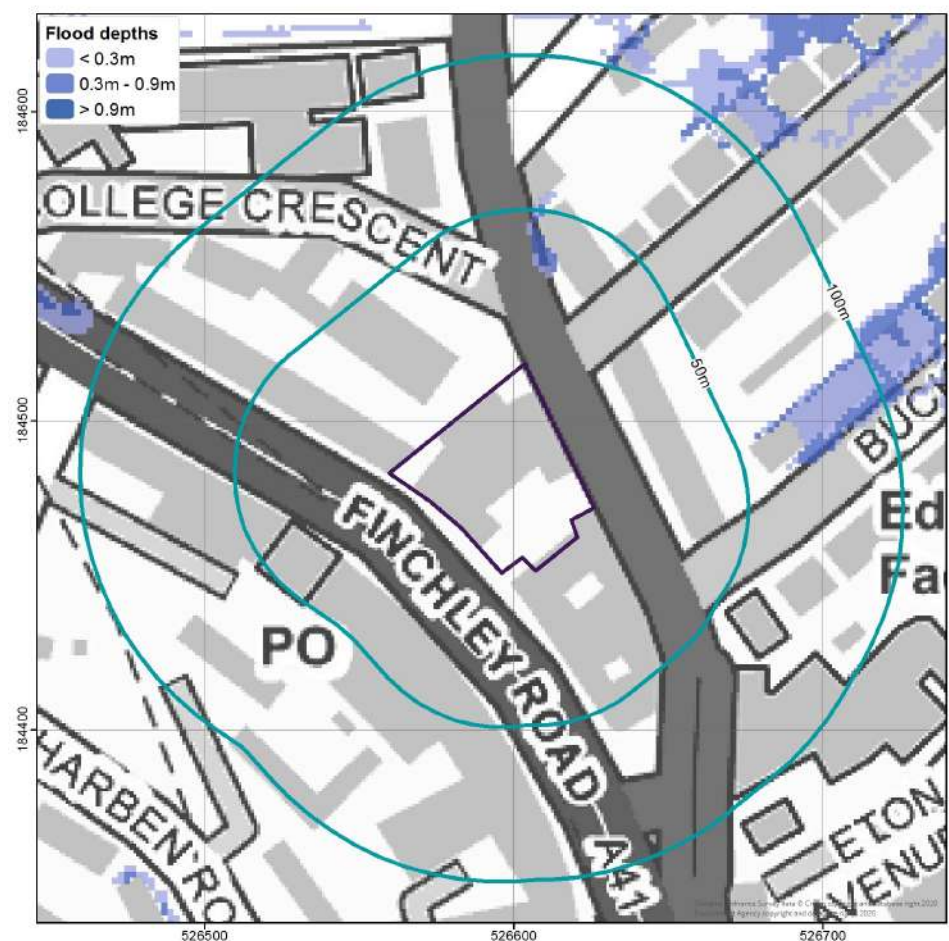 Flood depths
< 0.3m
0.3m - 0.9m
> 0.9m
184600
OLLEGE CRESCENT
100m
50m
184500
BUC
FINCHLEY ROAD
Ed
Fa
PO
184400
HARBEN'RO
A41
ETON
AVENU
526500
526600
526700